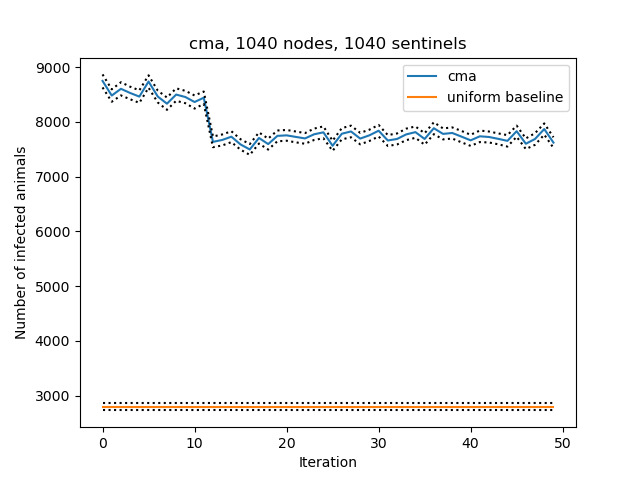 cma, 1040 nodes, 1040 sentinels
cma
uniform baseline
Number of infected animals
9000
8000
7000
6000
5000
4000
3000
0 10 20 30 40 50
Iteration